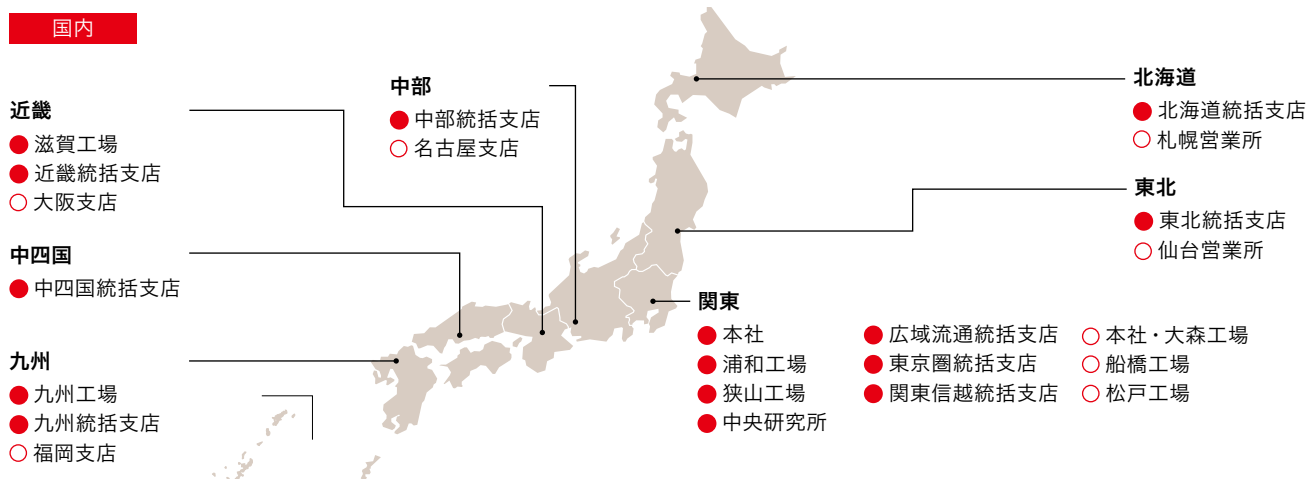 国内
近畿
● 滋賀工場
● 近畿統括支店
○ 大阪支店
中四国
● 中四国統括支店
九州
● 九州工場
● 九州統括支店
○ 福岡支店
中部
● 中部統括支店
○ 名古屋支店
北海道
● 北海道統括支店
○ 札幌営業所
東北
● 東北統括支店
○ 仙台営業所
関東
● 本社
● 浦和工場
● 狭山工場
● 中央研究所
● 広域流通統括支店
● 東京圏統括支店
● 関東信越統括支店
○ 本社・大森工場
○ 船橋工場
○ 松戸工場